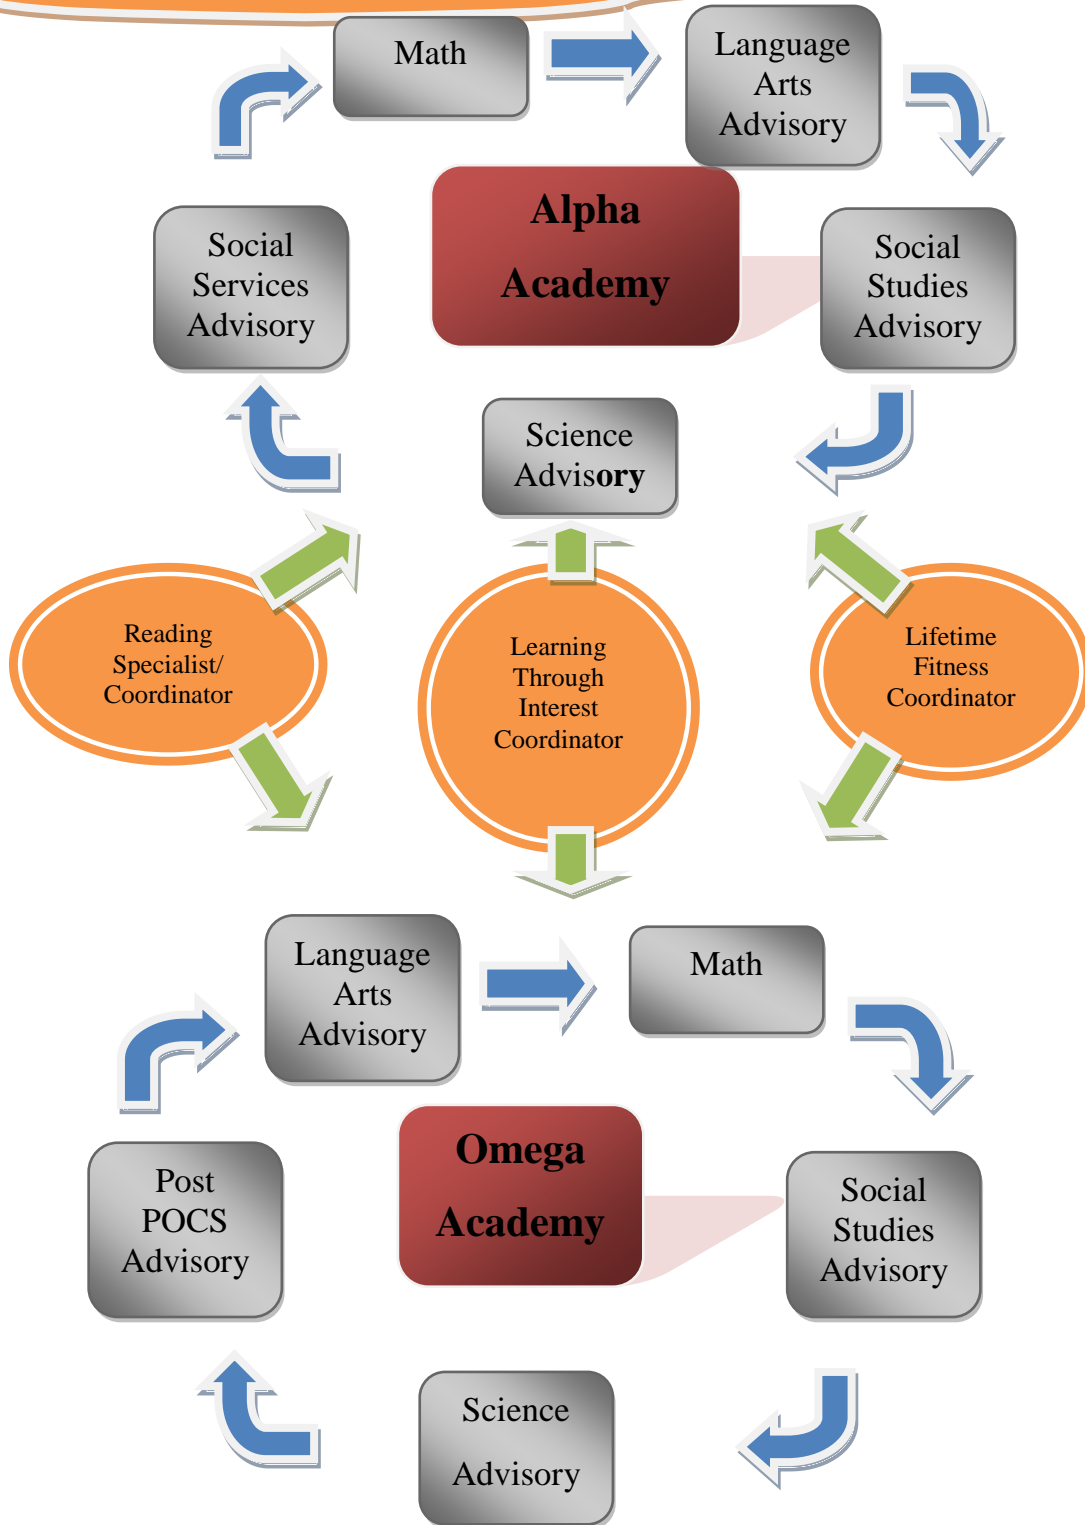 Math
Language
Arts
Advisory
Alpha
Academy
Social
Services
Advisory
Social
Studies
Advisory
Science
Advisory
Reading
Specialist/
Coordinator
Learning
Through
Interest
Coordinator
Lifetime
Fitness
Coordinator
Language
Arts
Advisory
Math
Omega
Academy
Post
POCS
Advisory
Social
Studies
Advisory
Science
Advisory